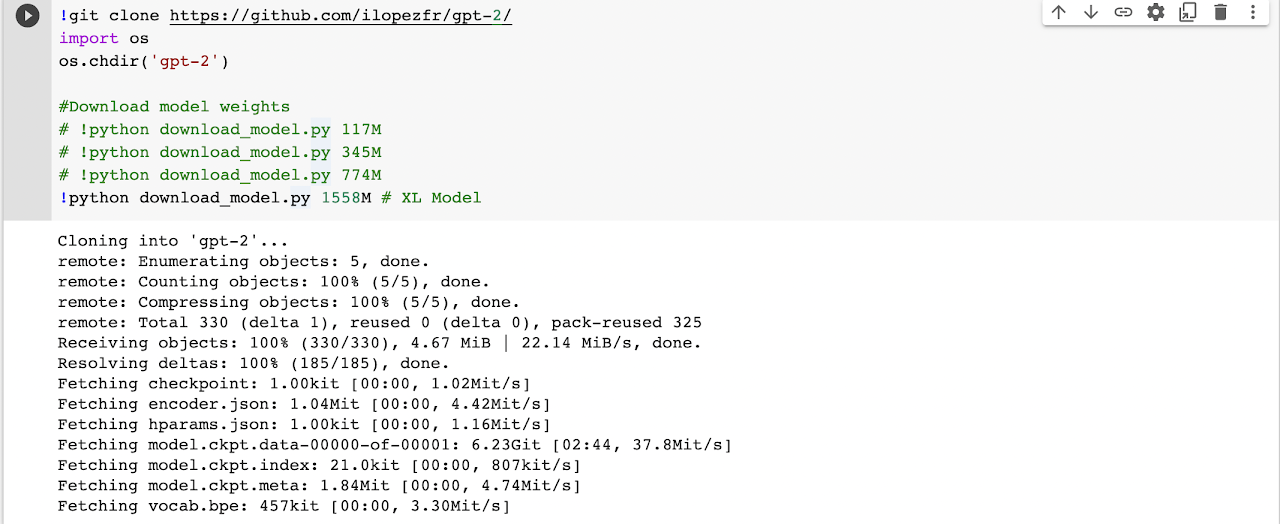 !git clone https://github.com/ilopezfr/gpt-2/
import os
os.chdir('gpt-2')
#Download model weights
# !python download_model.py 117M
# !python download_model.py 345M
# !python download_model.py 774M
!python download_model.py 1558M # XL Model
Cloning into 'gpt-2'...
remote: Enumerating objects: 5, done.
remote: Counting objects: 100% (5/5), done.
remote: Compressing objects: 100% (5/5), done.
remote: Total 330 (delta 1), reused 0 (delta 0), pack-reused 325
Receiving objects: 100% (330/330), 4.67 MiB | 22.14 MiB/s, done.
Resolving deltas: 100% (185/185), done.
Fetching checkpoint: 1.00kit [00:00, 1.02Mit/s]
Fetching encoder.json: 1.04Mit [00:00, 4.42Mit/s]
Fetching hparams.json: 1.00kit [00:00, 1.16Mit/s]
Fetching model.ckpt.data-00000-of-00001: 6.23Git [02:44, 37.8Mit/s]
Fetching model.ckpt.index: 21.0kit [00:00, 807kit/s]
Fetching model.ckpt.meta: 1.84Mit [00:00, 4.74Mit/s]
Fetching vocab.bpe: 457kit [00:00, 3.30Mit/s]